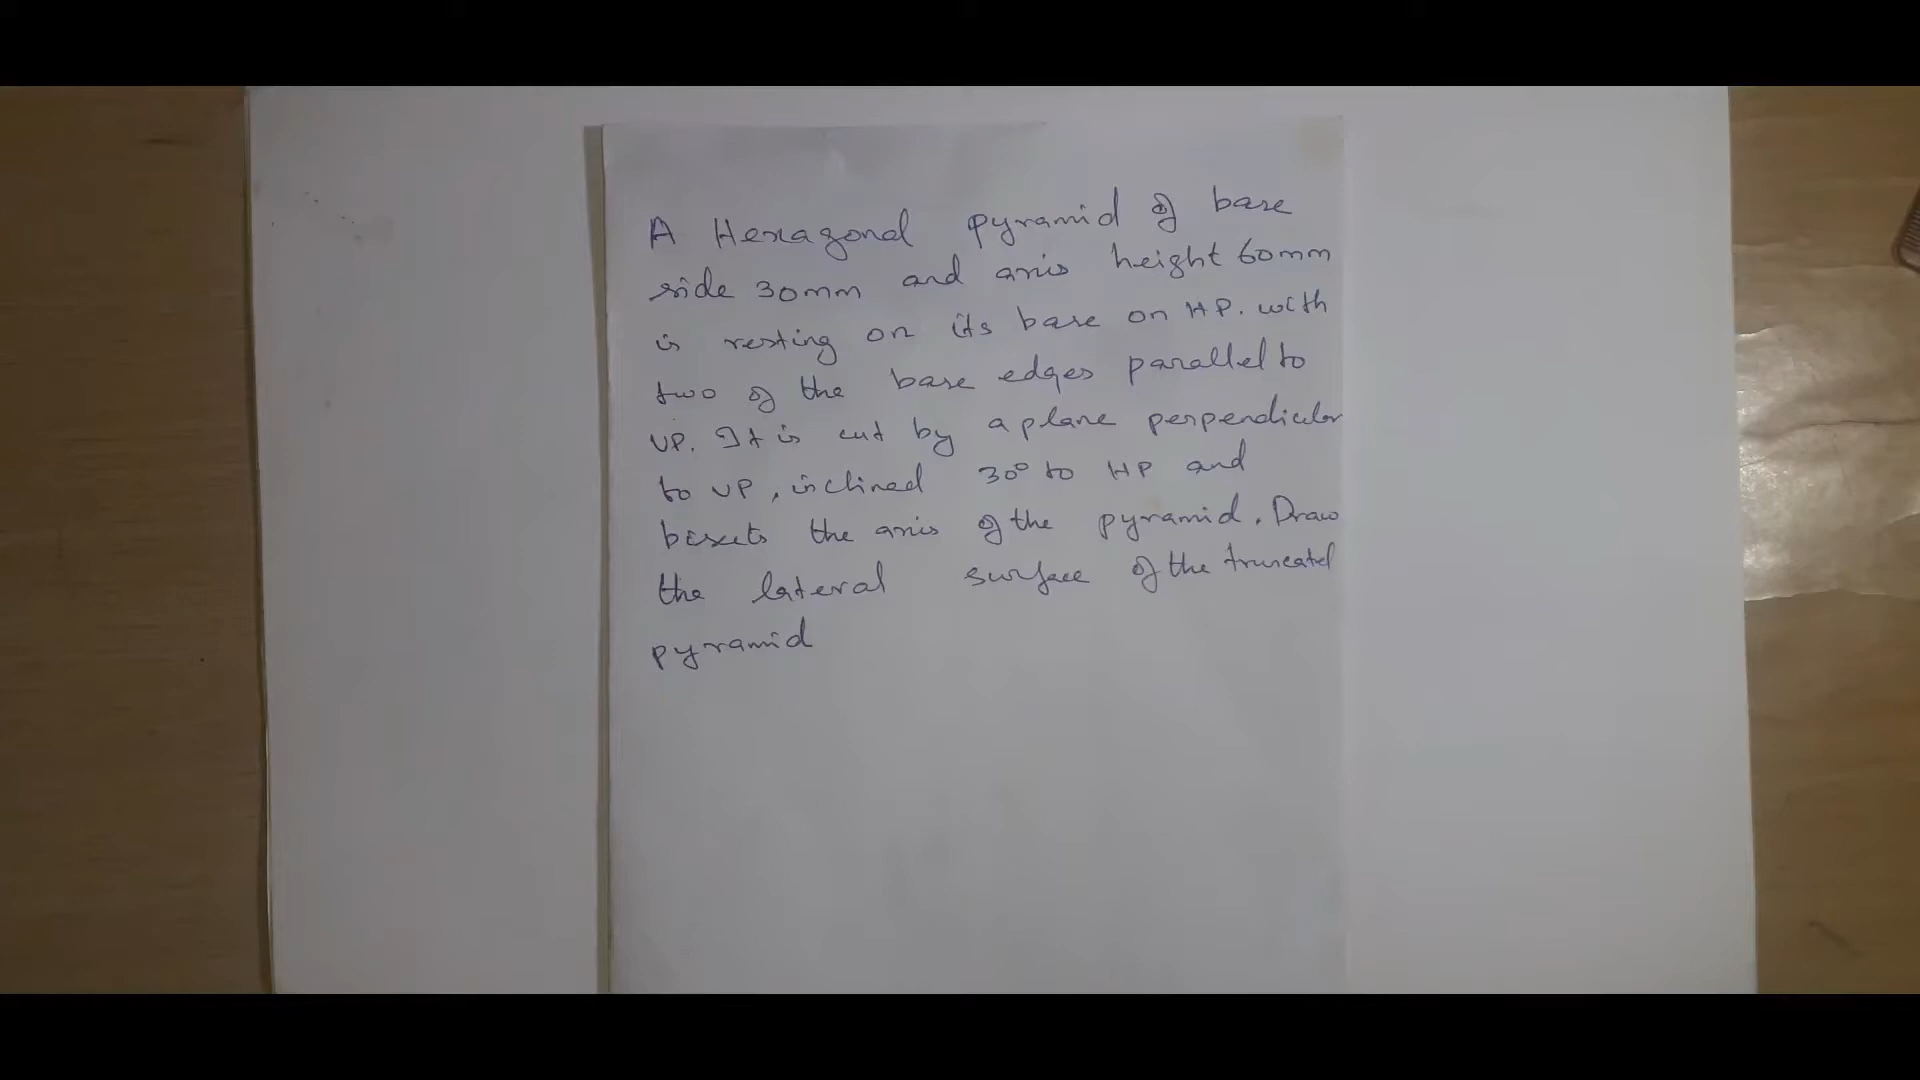 A Hexagonal pyramid of base
side 30mm and axis height 60mm
is resting on its base on HP. with
two of the base edges parallel to
VP. It is cut by a plane perpendicular
to VP, inclined 30° to HP and
bisects the axis of the pyramid. Draw
the lateral surface of the truncated
pyramid